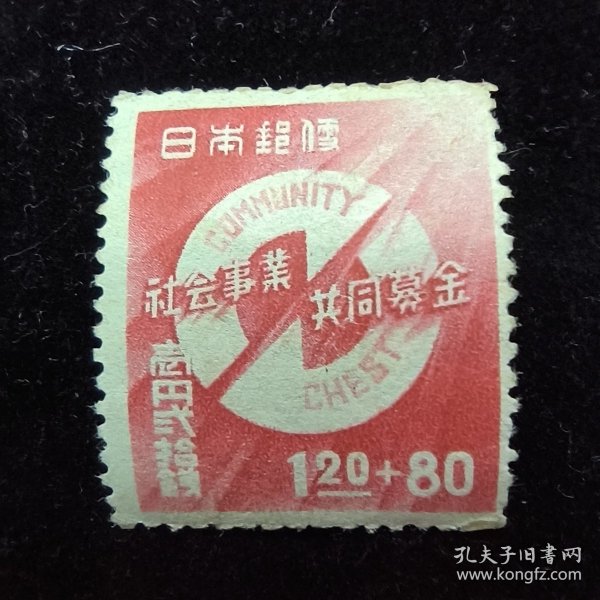 日本郵便
COMMUNITY
社会事業 共同募金
CHEST
1 20 + 80
孔夫子旧書网
www.kongfz.com